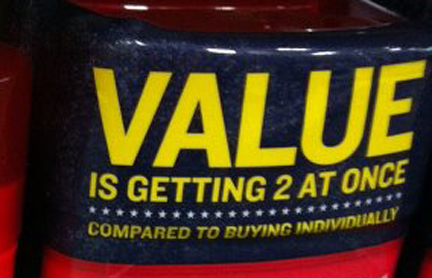 VALUE
IS GETTING 2 AT ONCE
COMPARED TO BUYING INDIVIDUALLY